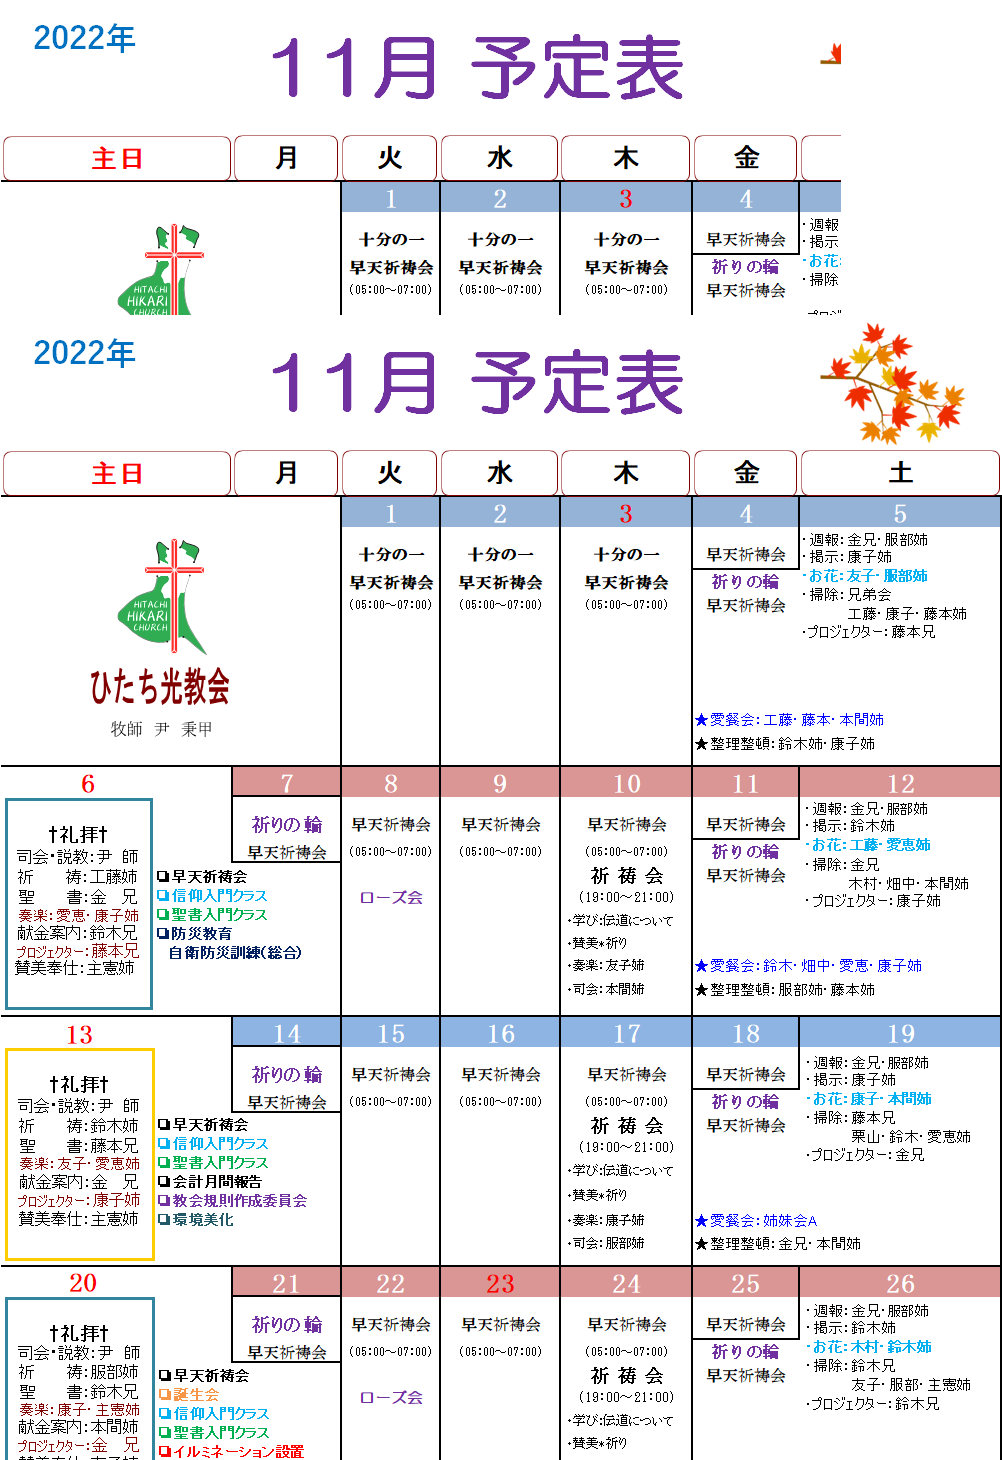 2022年
11月 予定表
主日 月 火 水 木 金
1 2 3 4
十分の一 十分の一 十分の一 早天祈祷会 ・週報
・掲示
早天祈祷会 早天祈祷会 早天祈祷会 祈りの輪 ・お花:
(05:00～07:00) (05:00～07:00) (05:00～07:00) 早天祈祷会 ・掃除
HITACHI
HIKARI
CHURCH
2022年
11月 予定表
主日 月 火 水 木 金 土
1 2 3 4 5
十分の一 十分の一 十分の一 早天祈祷会
早天祈祷会 早天祈祷会 早天祈祷会 祈りの輪
(05:00～07:00) (05:00～07:00) (05:00～07:00) 早天祈祷会
・週報:金兄・服部姉
・掲示:康子姉
・お花:友子・服部姉
・掃除:兄弟会
工藤・康子・藤本姉
・プロジェクター:藤本兄
HITACHI
HIKARI
CHURCH
ひたち光教会
牧師 尹 秉甲
★愛餐会:工藤・藤本・本間姉
★整理整頓:鈴木姉・康子姉
6 7 8 9 10 11 12
†礼拝†
司会・説教:尹 師
祈 祷:工藤姉
聖 書:金 兄
奏楽:愛恵・康子姉
献金案内:鈴木兄
プロジェクター:藤本兄
賛美奉仕:主憲姉
❏早天祈祷会
❏信仰入門クラス
❏聖書入門クラス
❏防災教育
自衛防災訓練(総合)
祈りの輪
早天祈祷会
早天祈祷会
(05:00～07:00)
ローズ会
早天祈祷会
(05:00～07:00)
早天祈祷会
(05:00～07:00)
祈 祷 会
(19:00～21:00)
・学び:伝道について
・賛美*祈り
・奏楽:友子姉
・司会:本間姉
早天祈祷会
祈りの輪
早天祈祷会
・週報:金兄・服部姉
・掲示:鈴木姉
・お花:工藤・愛恵姉
・掃除:金兄
木村・畑中・本間姉
・プロジェクター:康子姉
★愛餐会:鈴木・畑中・愛恵・康子姉
★整理整頓:服部姉・藤本姉
13 14 15 16 17 18 19
†礼拝†
司会・説教:尹 師
祈 祷:鈴木姉
聖 書:藤本兄
奏楽:友子・愛恵姉
献金案内:金 兄
プロジェクター:康子姉
賛美奉仕:主憲姉
❏早天祈祷会
❏信仰入門クラス
❏聖書入門クラス
❏会計月間報告
❏教会規則作成委員会
❏環境美化
祈りの輪
早天祈祷会
早天祈祷会
(05:00～07:00)
早天祈祷会
(05:00～07:00)
早天祈祷会
(05:00～07:00)
祈 祷 会
(19:00～21:00)
・学び:伝道について
・賛美*祈り
・奏楽:康子姉
・司会:服部姉
早天祈祷会
祈りの輪
早天祈祷会
・週報:金兄・服部姉
・掲示:康子姉
・お花:康子・本間姉
・掃除:藤本兄
栗山・鈴木・愛恵姉
・プロジェクター:金兄
★愛餐会:姉妹会A
★整理整頓:金兄・本間姉
20 21 22 23 24 25 26
†礼拝†
司会・説教:尹 師
祈 祷:服部姉
聖 書:鈴木兄
奏楽:康子・主憲姉
献金案内:本間姉
プロジェクター:金 兄
❏早天祈祷会
❏誕生会
❏信仰入門クラス
❏聖書入門クラス
❏イルミネーション設置
祈りの輪
早天祈祷会
早天祈祷会
(05:00～07:00)
ローズ会
早天祈祷会
(05:00～07:00)
早天祈祷会
(05:00～07:00)
祈 祷 会
(19:00～21:00)
・学び:伝道について
・賛美*祈り
早天祈祷会
祈りの輪
早天祈祷会
・週報:金兄・服部姉
・掲示:鈴木姉
・お花:木村・鈴木姉
・掃除:鈴木兄
友子・服部・主憲姉
・プロジェクター:鈴木兄